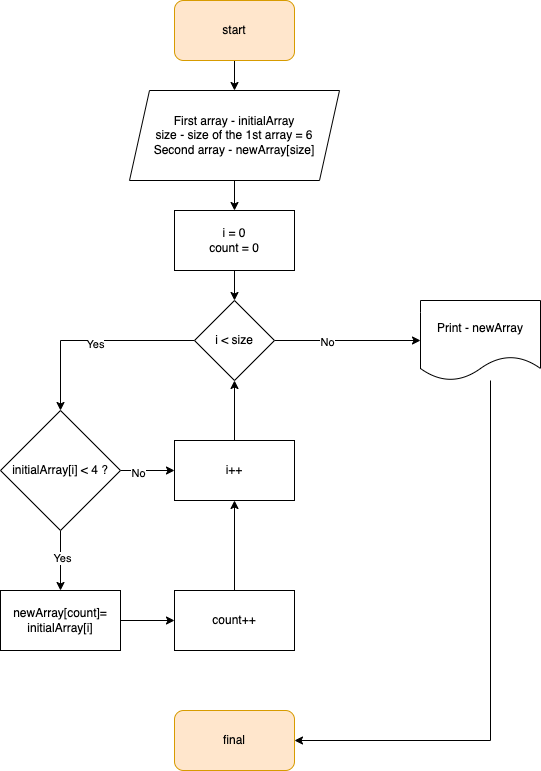 start
First array - initialArray
size - size of the 1st array = 6
Second array - newArray[size]
i = 0
count = 0
i < size
Yes
No
Print - newArray
initialArray[i] < 4 ?
No
i++
Yes
newArray[count]=
initialArray[i]
count++
final